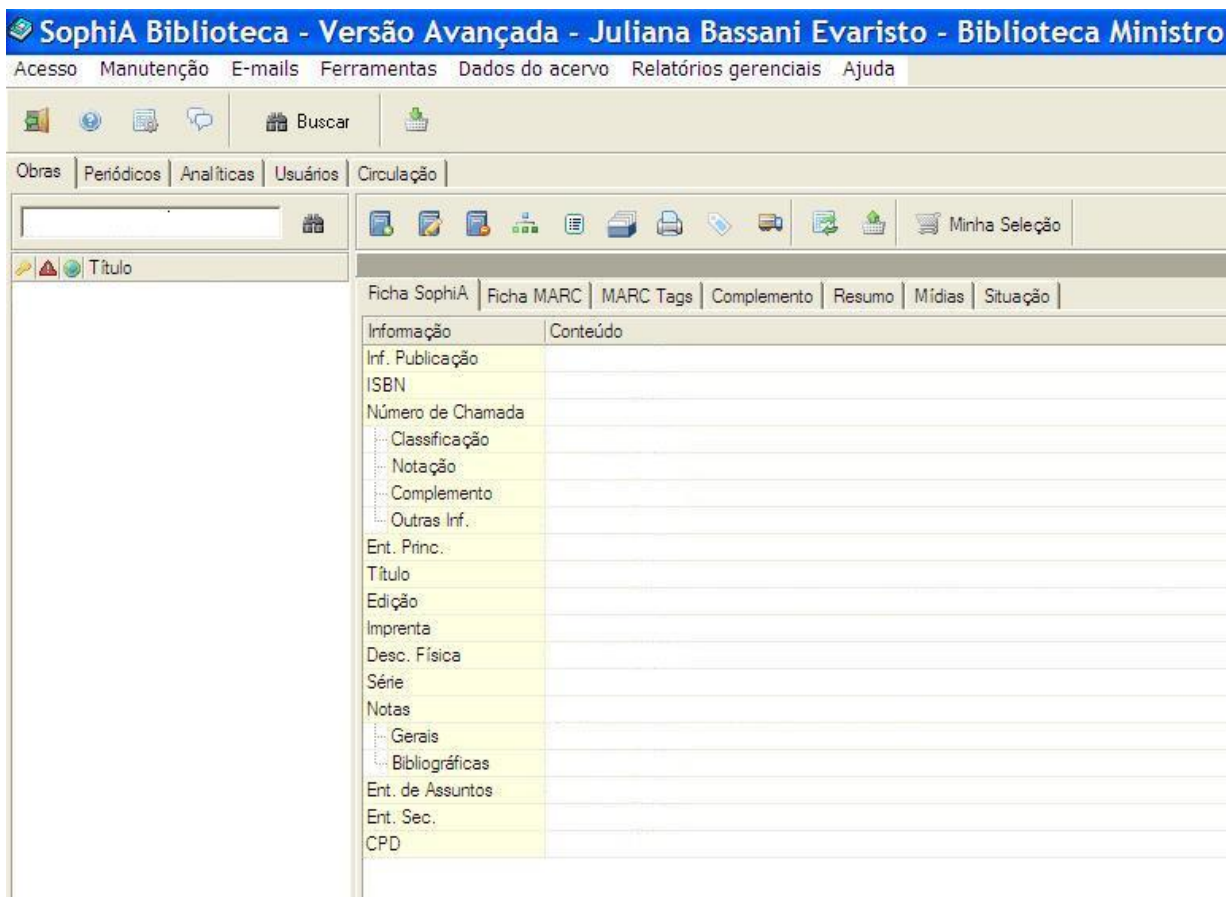 SophiA Biblioteca - Versão Avançada - Juliana Bassani Evaristo - Biblioteca Ministro
Acesso Manutenção E-mails Ferramentas Dados do acervo Relatórios gerenciais Ajuda
Buscar
Obras Periódicos Analíticas Usuários Circulação
Minha Seleção
Título
Ficha SophiA Ficha MARC MARC Tags Complemento Resumo Mídias Situação
Informação Conteúdo
Inf. Publicação
ISBN
Número de Chamada
Classificação
Notação
Complemento
Outras Inf.
Ent. Princ.
Título
Edição
Imprenta
Desc. Física
Série
Notas
Gerais
Bibliográficas
Ent. de Assuntos
Ent. Sec.
CPD